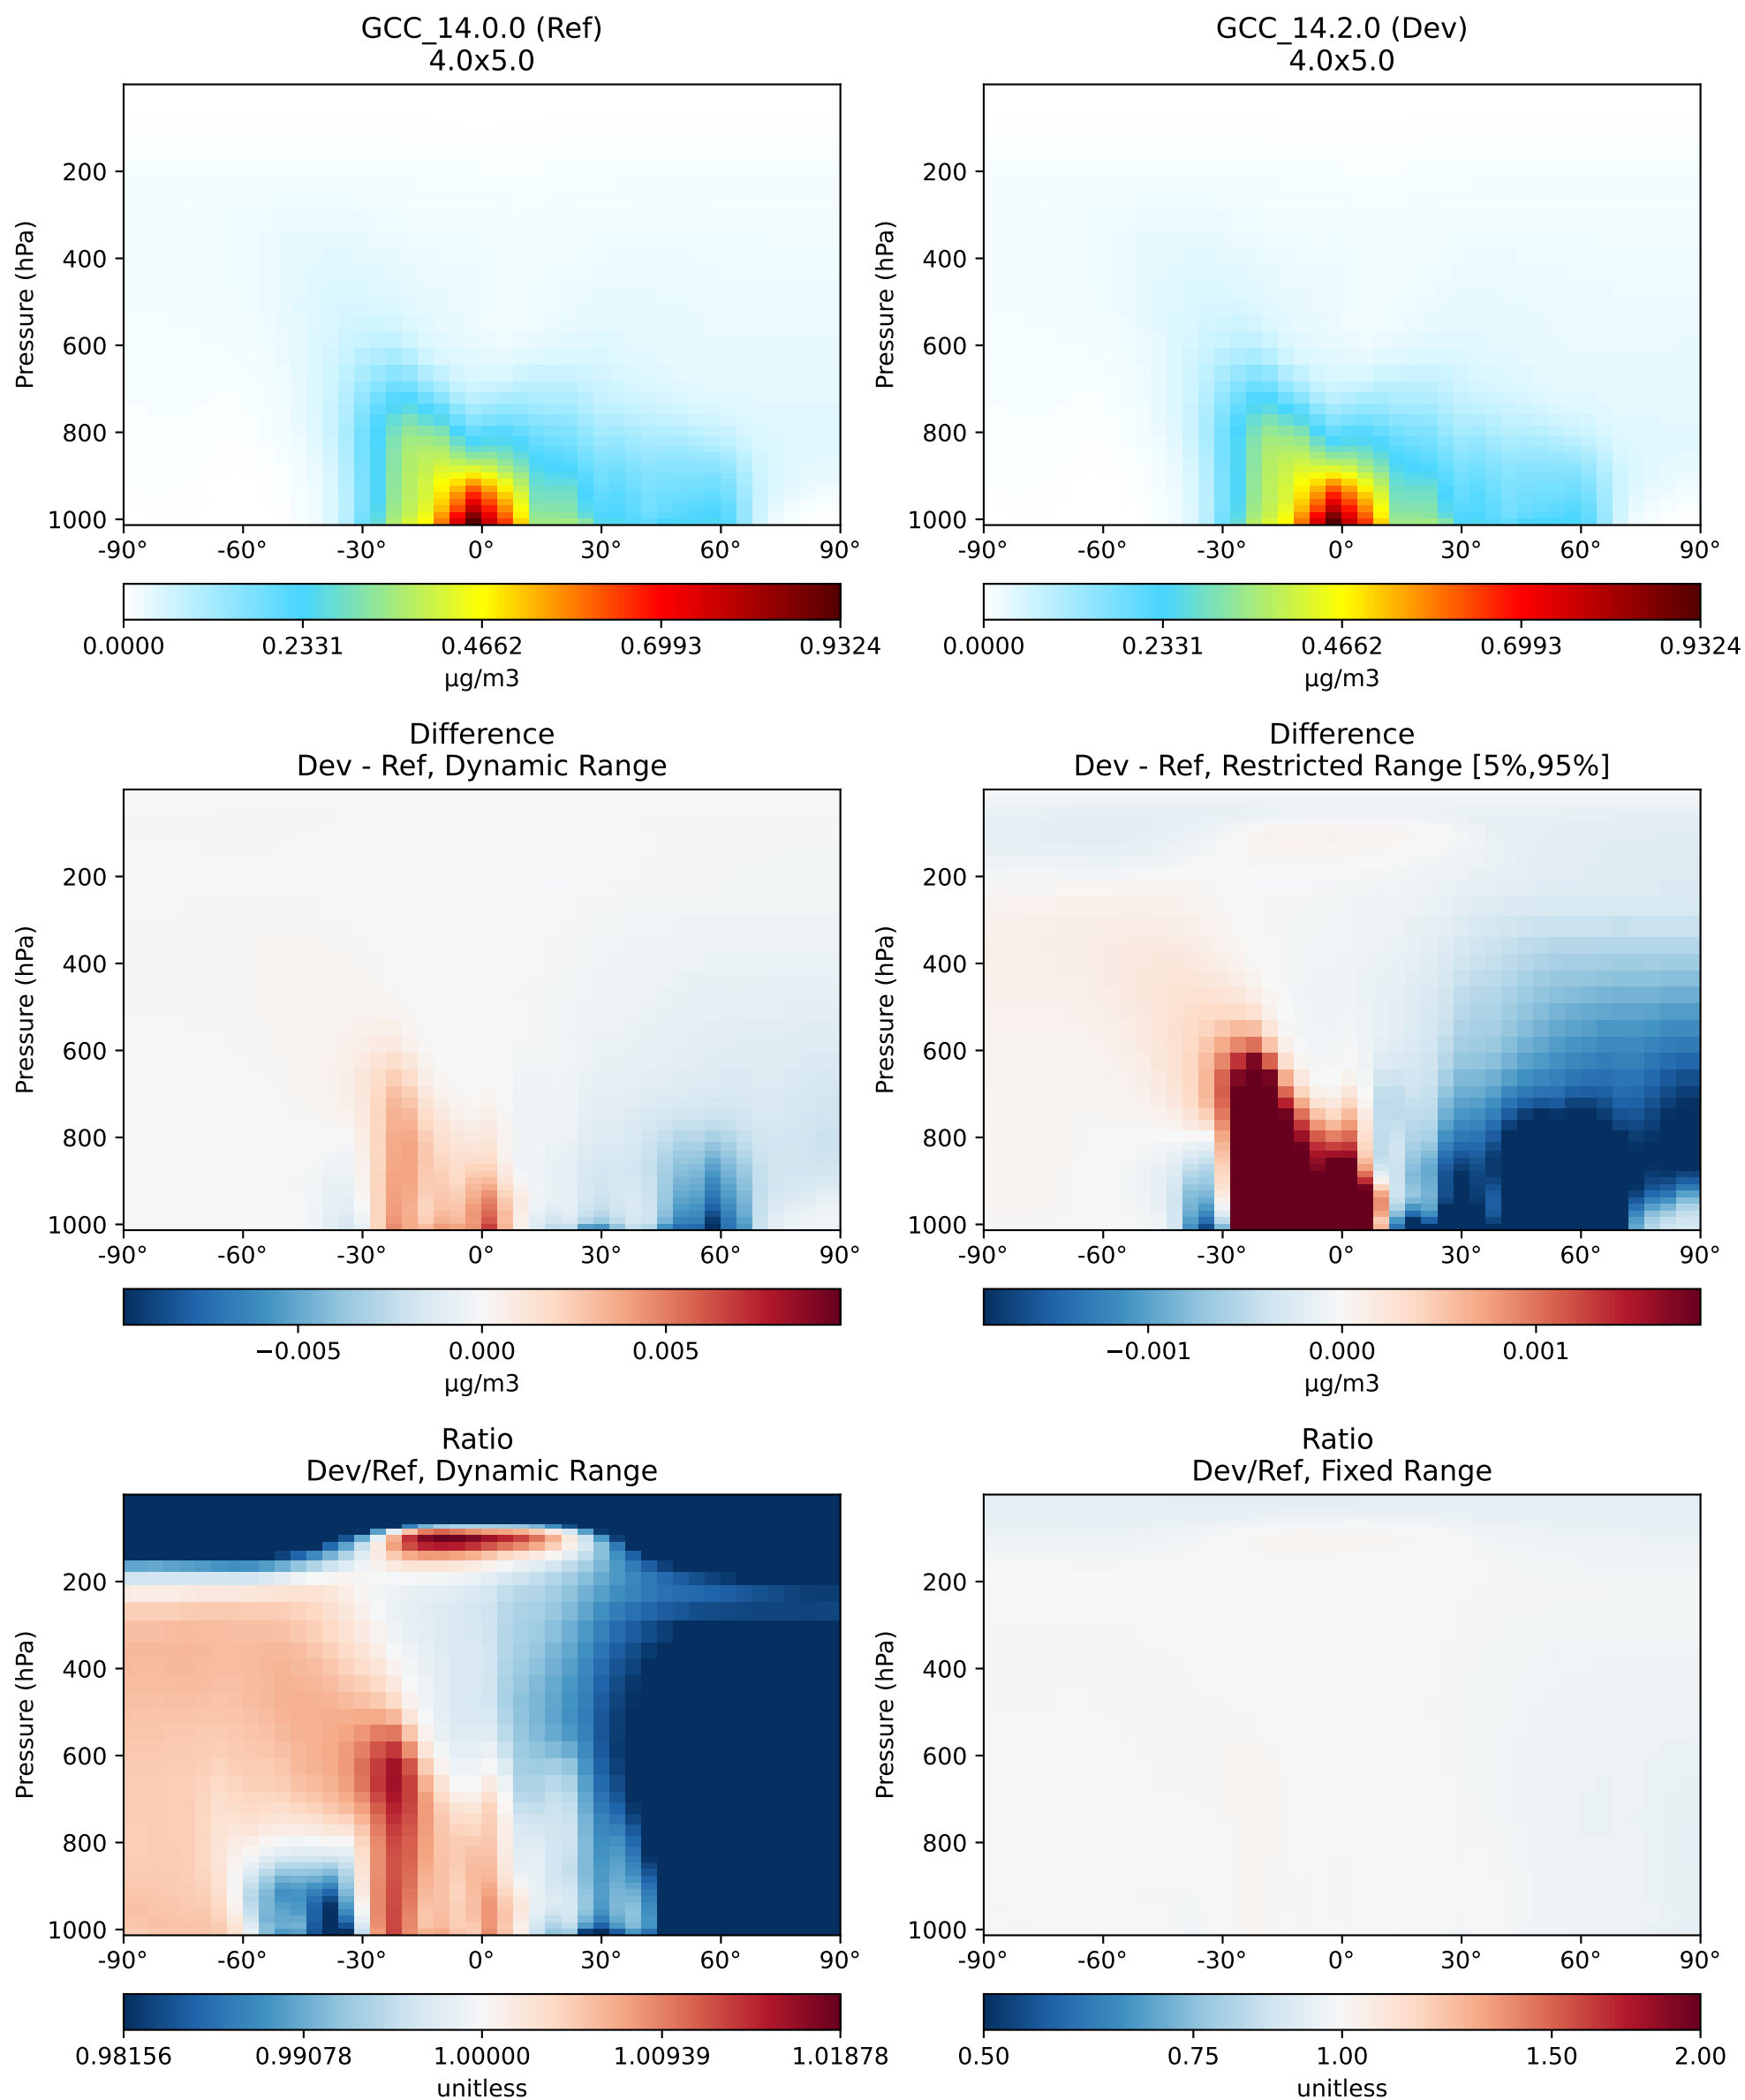 GCC_14.0.0 (Ref)
4.0x5.0
Pressure (hPa)
200
400
600
800
1000
-90° -60° -30° 0° 30° 60° 90°
0.0000 0.2331 0.4662 0.6993 0.9324
µg/m3
GCC_14.2.0 (Dev)
4.0x5.0
Pressure (hPa)
200
400
600
800
1000
-90° -60° -30° 0° 30° 60° 90°
0.0000 0.2331 0.4662 0.6993 0.9324
µg/m3
Difference
Dev - Ref, Dynamic Range
Pressure (hPa)
200
400
600
800
1000
-90° -60° -30° 0° 30° 60° 90°
−0.005 0.000 0.005
µg/m3
Difference
Dev - Ref, Restricted Range [5%,95%]
Pressure (hPa)
200
400
600
800
1000
-90° -60° -30° 0° 30° 60° 90°
−0.001 0.000 0.001
µg/m3
Ratio
Dev/Ref, Dynamic Range
Pressure (hPa)
200
400
600
800
1000
-90° -60° -30° 0° 30° 60° 90°
0.98156 0.99078 1.00000 1.00939 1.01878
unitless
Ratio
Dev/Ref, Fixed Range
Pressure (hPa)
200
400
600
800
1000
-90° -60° -30° 0° 30° 60° 90°
0.50 0.75 1.00 1.50 2.00
unitless